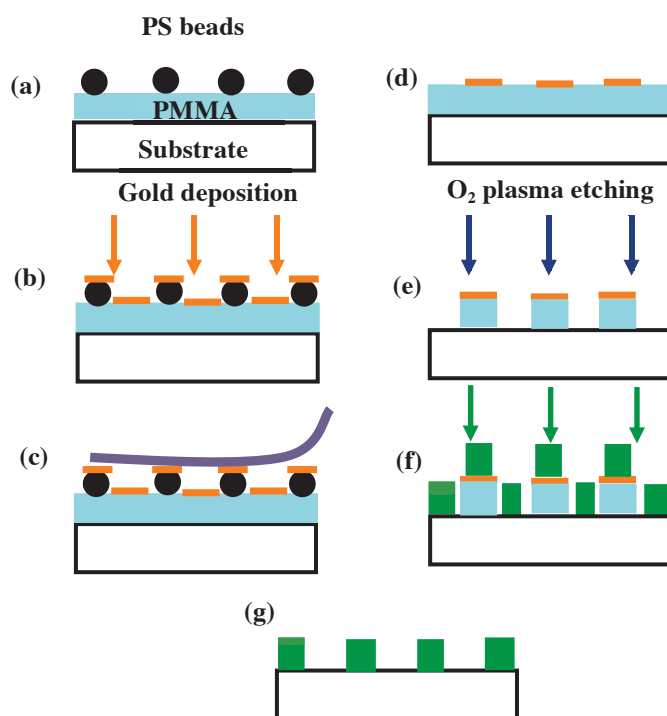 PS beads
(a)
PMMA
Substrate
Gold deposition
(b)
(c)
(d)
O₂ plasma etching
(e)
(f)
(g)